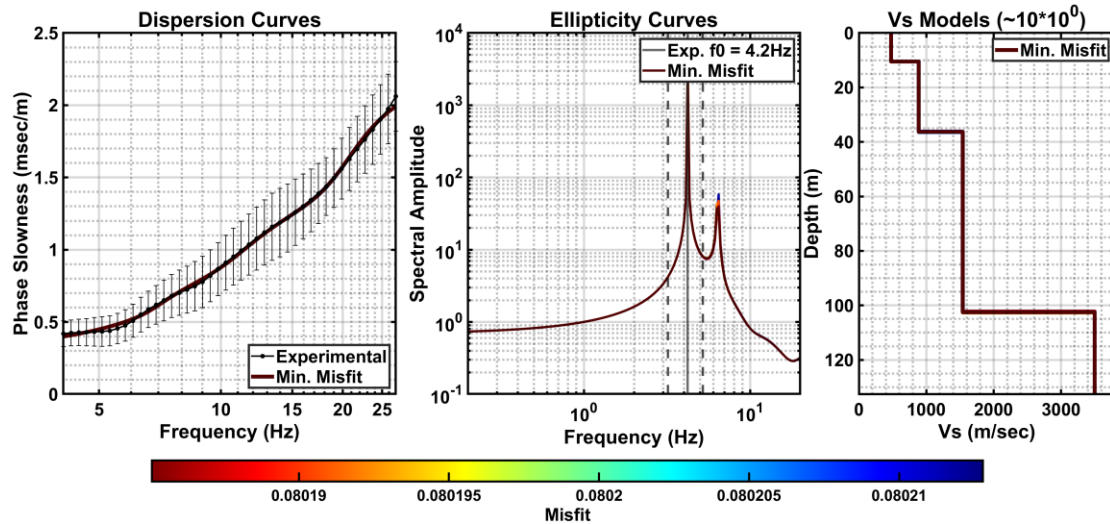 Dispersion Curves
2.5
2
1.5
1
0.5
0
Phase Slowness (msec/m)
Experimental
Min. Misfit
5 10 15 20 25
Frequency (Hz)
Ellipticity Curves
Exp. f0 = 4.2Hz
Min. Misfit
10^4
10^3
10^2
10^1
10^0
10^-1
Spectral Amplitude
10^0 10^1
Frequency (Hz)
Vs Models (~10*10^0)
Min. Misfit
0
20
40
60
80
100
120
Depth (m)
0 1000 2000 3000
Vs (m/sec)
0.08019 0.080195 0.0802 0.080205 0.08021
Misfit